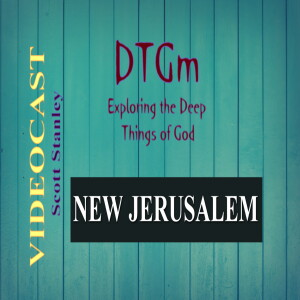 VIDEOCAST
Scott Stanley
DTGm
Exploring the Deep
Things of God
NEW JERUSALEM